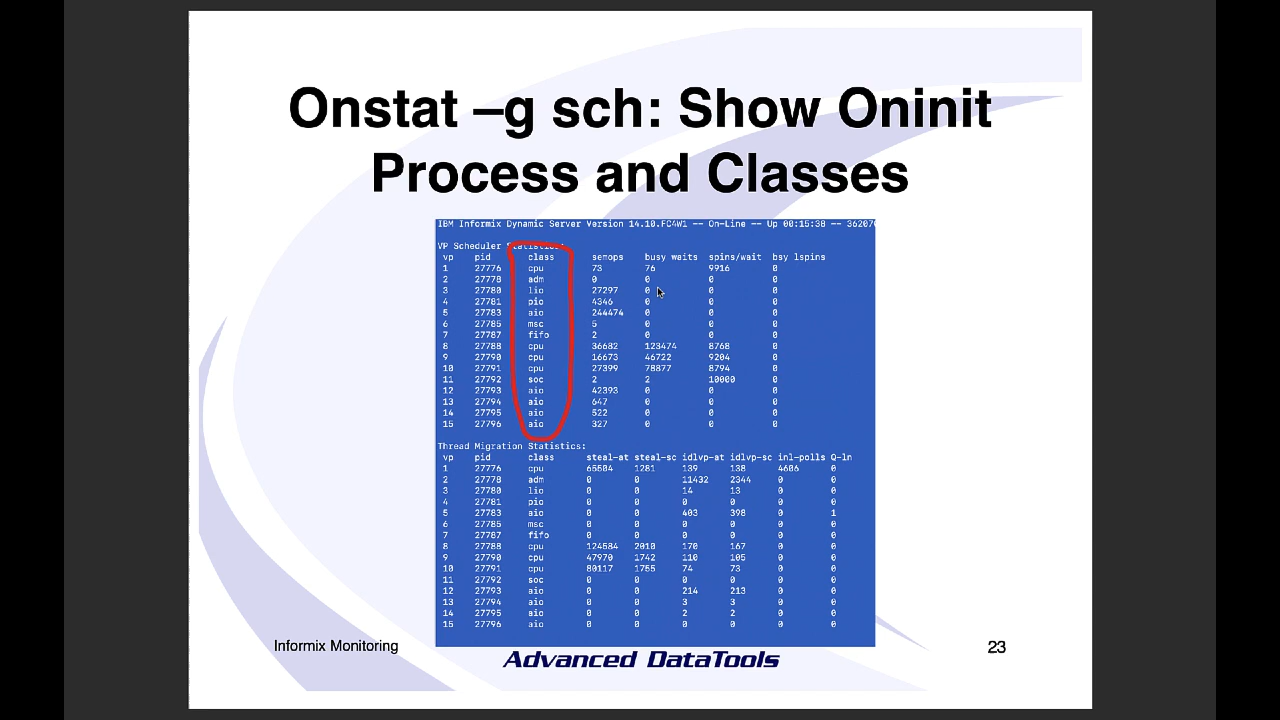 Onstat –g sch: Show Oninit
Process and Classes
IBM Informix Dynamic Server Version 14.10.FC4W1 -- On-Line -- Up 00:15:38 -- 36207
VP Scheduler Statistics:
vp pid class semops busy waits spins/wait bsy lspins
1 27776 cpu 73 76 9916 0
2 27778 adm 0 0 0 0
3 27780 lio 27297 0 0 0
4 27781 pio 4346 0 0 0
5 27783 aio 244474 0 0 0
6 27785 msc 5 0 0 0
7 27787 fifo 2 0 0 0
8 27788 cpu 36682 123474 8768 0
9 27790 cpu 16673 46722 9204 0
10 27791 cpu 27399 78877 8794 0
11 27792 soc 2 2 10000 0
12 27793 aio 42393 0 0 0
13 27794 aio 647 0 0 0
14 27795 aio 522 0 0 0
15 27796 aio 327 0 0 0
Thread Migration Statistics:
vp pid class steal-at steal-sc idlvp-at idlvp-sc inl-polls Q-ln
1 27776 cpu 65504 1281 139 138 4606 0
2 27778 adm 0 0 11432 2344 0 0
3 27780 lio 0 0 14 13 0 0
4 27781 pio 0 0 0 0 0 0
5 27783 aio 0 0 403 398 0 1
6 27785 msc 0 0 0 0 0 0
7 27787 fifo 0 0 0 0 0 0
8 27788 cpu 124584 2010 170 167 0 0
9 27790 cpu 47970 1742 110 105 0 0
10 27791 cpu 80117 1755 74 73 0 0
11 27792 soc 0 0 0 0 0 0
12 27793 aio 0 0 214 213 0 0
13 27794 aio 0 0 3 3 0 0
14 27795 aio 0 0 2 2 0 0
15 27796 aio 0 0 0 0 0 0
Informix Monitoring
Advanced DataTools
23